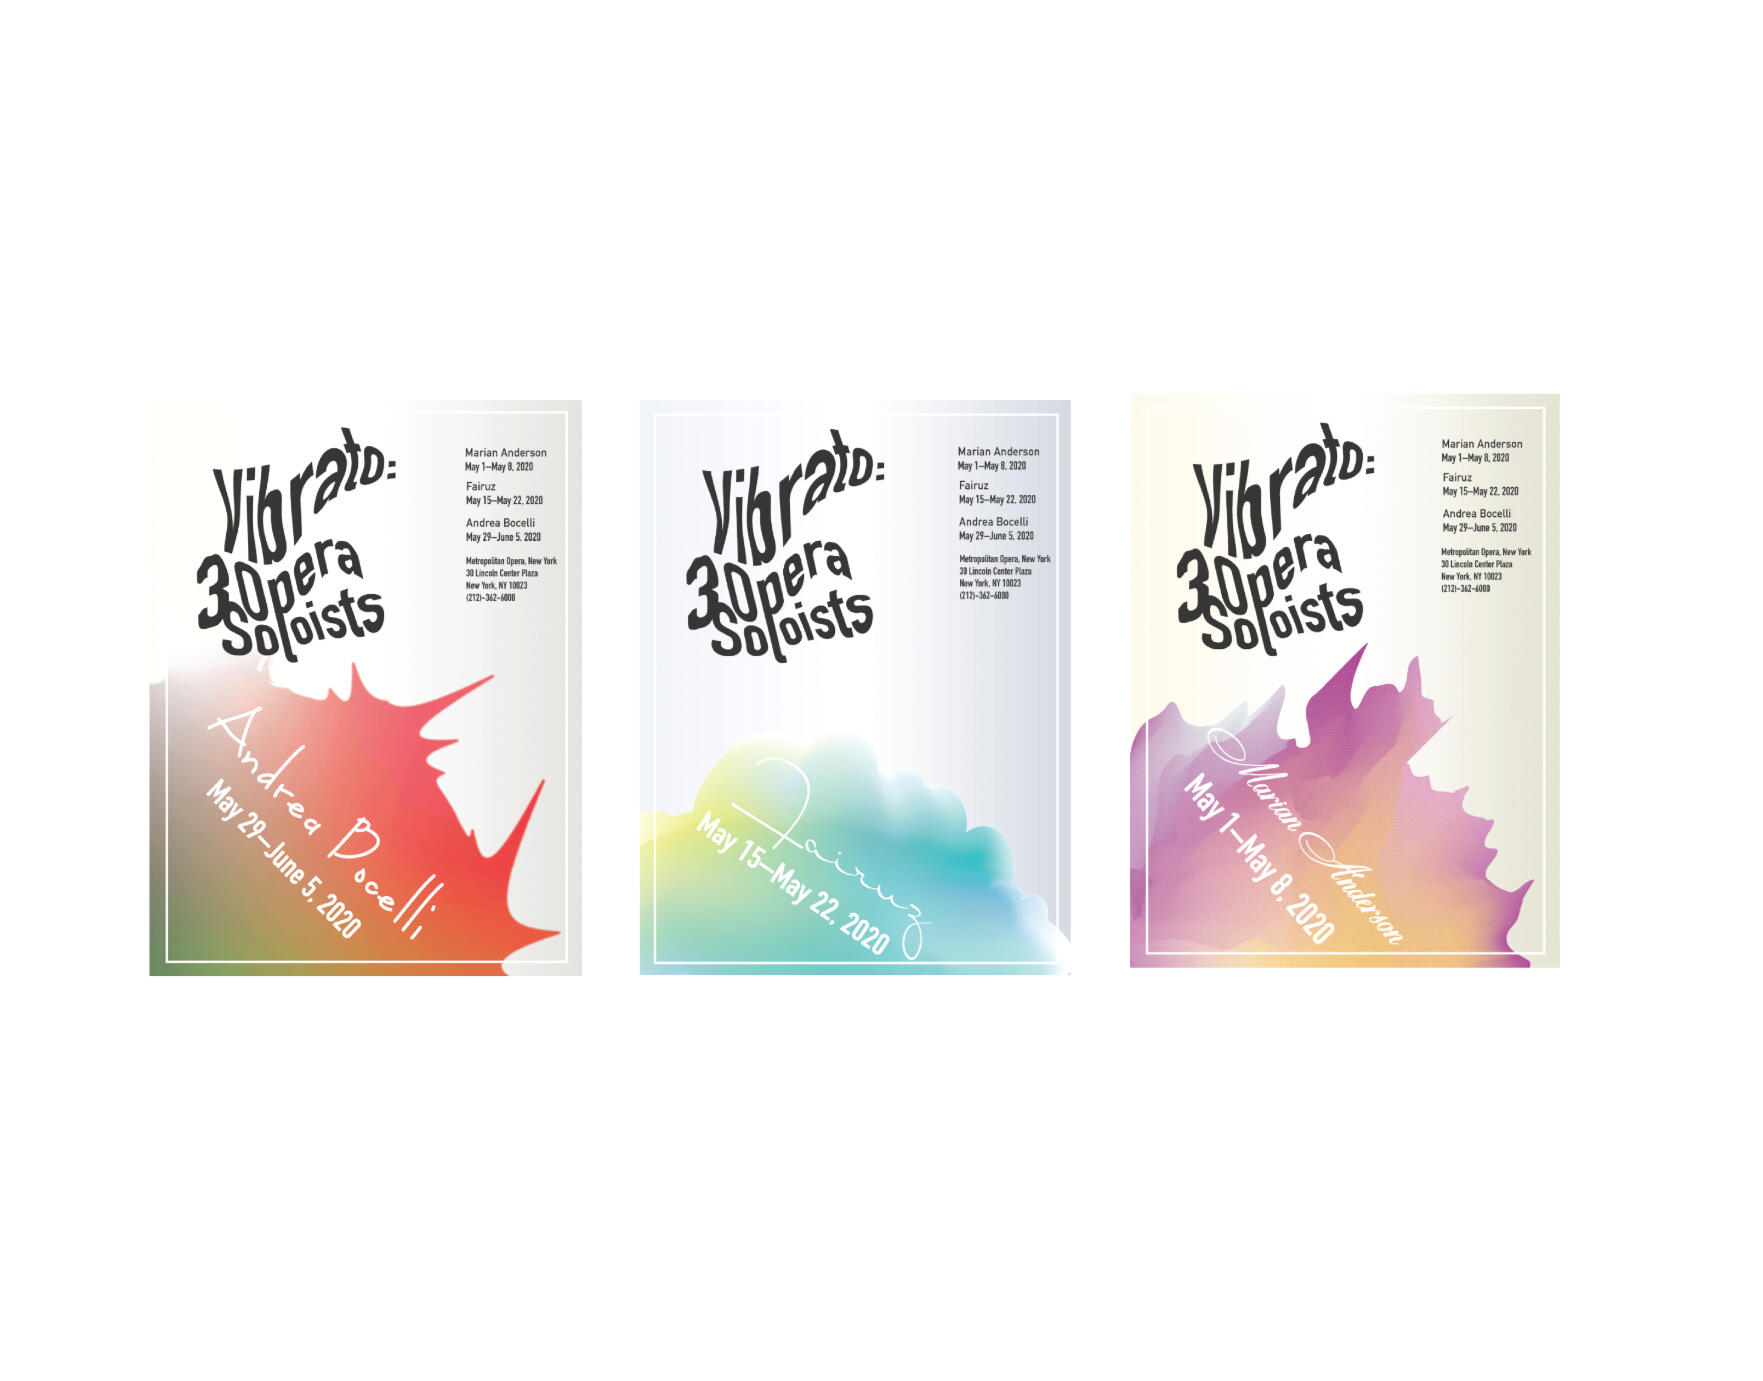 Vibrato:
3 Opera
Soloists
Marian Anderson
May 1–May 8, 2020
Fairuz
May 15–May 22, 2020
Andrea Bocelli
May 29–June 5, 2020
Metropolitan Opera, New York
30 Lincoln Center Plaza
New York, NY 10023
(212)-362-6000
Andrea Bocelli
May 29–June 5, 2020
Vibrato:
3 Opera
Soloists
Marian Anderson
May 1–May 8, 2020
Fairuz
May 15–May 22, 2020
Andrea Bocelli
May 29–June 5, 2020
Metropolitan Opera, New York
30 Lincoln Center Plaza
New York, NY 10023
(212)-362-6000
Fairuz
May 15–May 22, 2020
Vibrato:
3 Opera
Soloists
Marian Anderson
May 1–May 8, 2020
Fairuz
May 15–May 22, 2020
Andrea Bocelli
May 29–June 5, 2020
Metropolitan Opera, New York
30 Lincoln Center Plaza
New York, NY 10023
(212)-362-6000
Marian Anderson
May 1–May 8, 2020